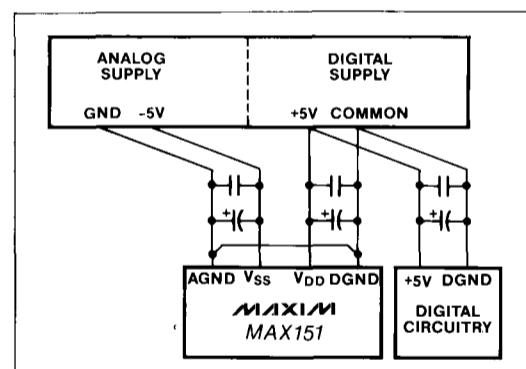 ANALOG SUPPLY
DIGITAL SUPPLY
GND -5V
+5V COMMON
+
+
+
AGND VSS VDD DGND
MAXIM
MAX151
+5V DGND
DIGITAL CIRCUITRY